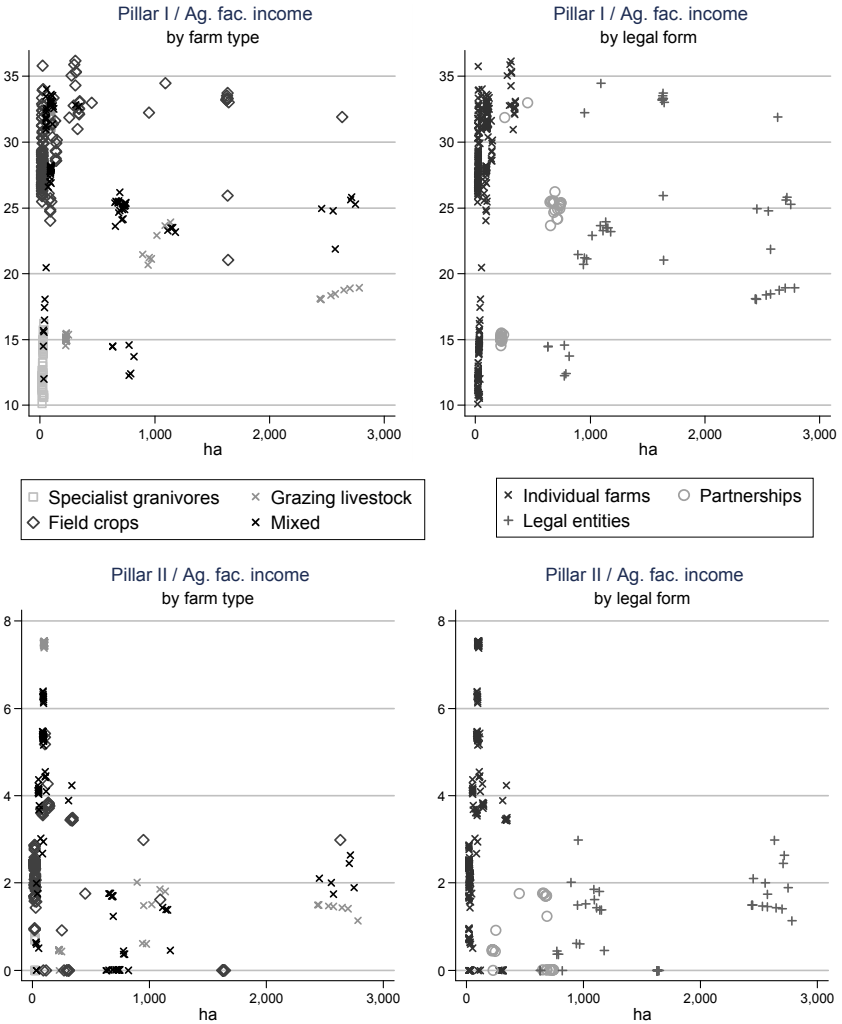 Pillar I / Ag. fac. income
by farm type
35
30
25
20
15
10
0 1,000 2,000 3,000
ha
Pillar I / Ag. fac. income
by legal form
35
30
25
20
15
10
0 1,000 2,000 3,000
ha
Specialist granivores Grazing livestock
Field crops Mixed
Individual farms Partnerships
Legal entities
Pillar II / Ag. fac. income
by farm type
8
6
4
2
0
0 1,000 2,000 3,000
ha
Pillar II / Ag. fac. income
by legal form
8
6
4
2
0
0 1,000 2,000 3,000
ha